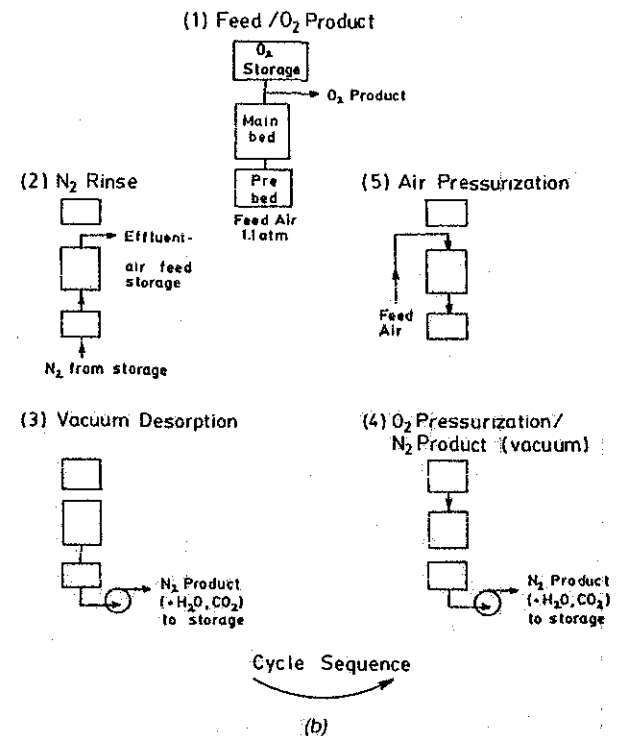 (1) Feed /O₂ Product
O₂
Storage
O₂ Product
Main
bed
Pre
bed
Feed Air
1.1 atm
(2) N₂ Rinse
Effluent-
air feed
storage
N₂ from storage
(5) Air Pressurization
Feed
Air
(3) Vacuum Desorption
N₂ Product
(+H₂O, CO₂)
to storage
(4) O₂ Pressurization/
N₂ Product (vacuum)
N₂ Product
(+H₂O, CO₂)
to storage
Cycle Sequence
(b)